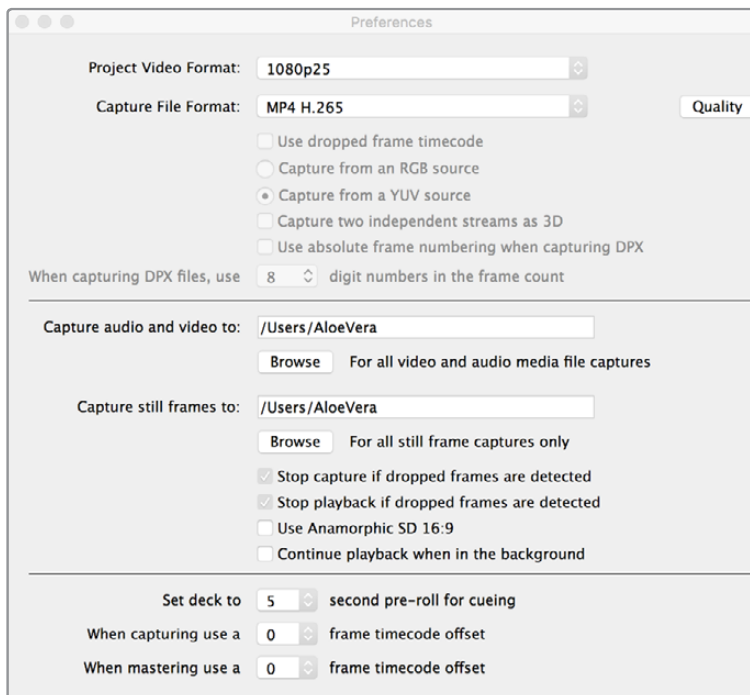 Preferences
Project Video Format: 1080p25
Capture File Format: MP4 H.265 Quality
Use dropped frame timecode
Capture from an RGB source
Capture from a YUV source
Capture two independent streams as 3D
Use absolute frame numbering when capturing DPX
When capturing DPX files, use 8 digit numbers in the frame count
Capture audio and video to: /Users/AloeVera
Browse For all video and audio media file captures
Capture still frames to: /Users/AloeVera
Browse For all still frame captures only
Stop capture if dropped frames are detected
Stop playback if dropped frames are detected
Use Anamorphic SD 16:9
Continue playback when in the background
Set deck to 5 second pre-roll for cueing
When capturing use a 0 frame timecode offset
When mastering use a 0 frame timecode offset